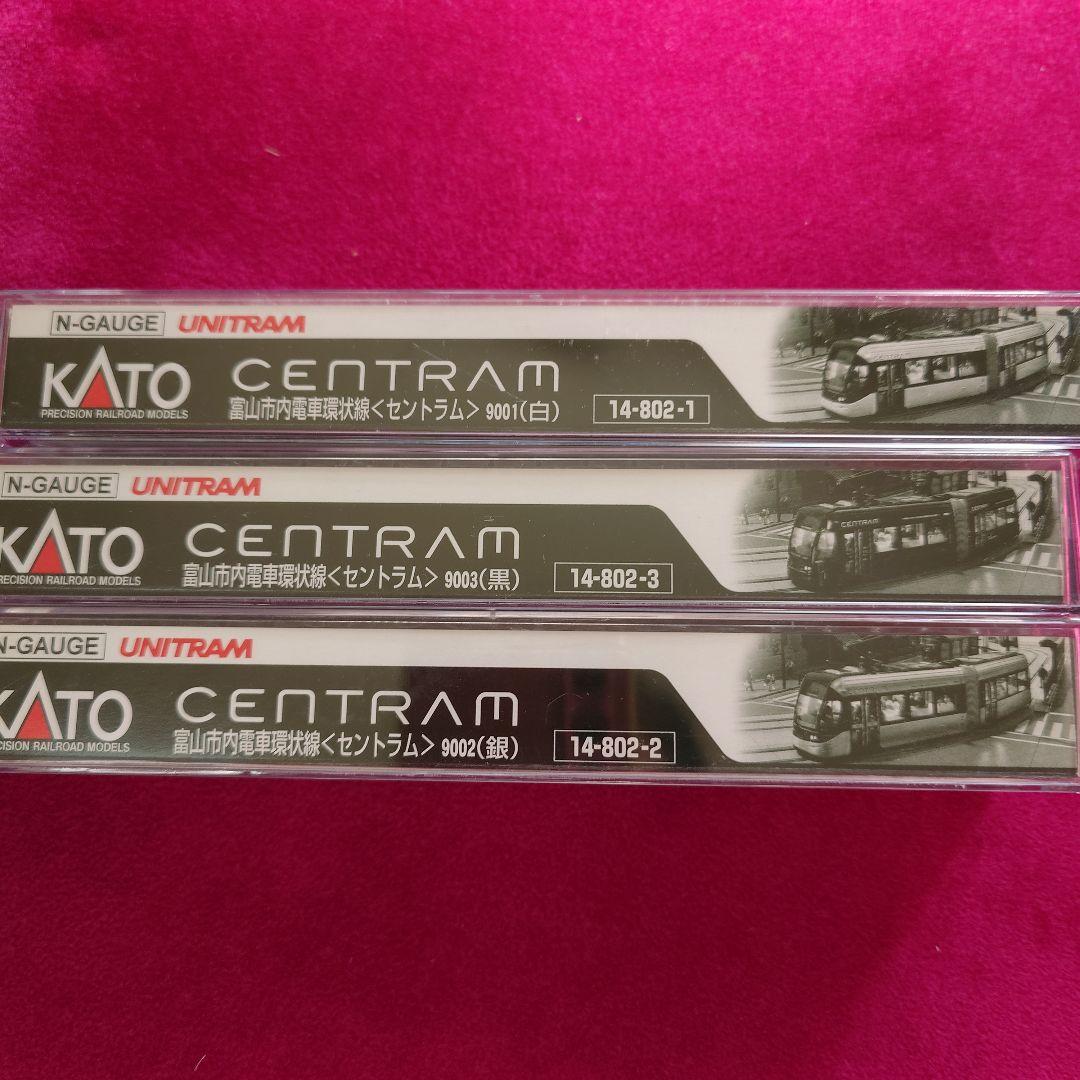 N-GAUGE UNITRAM
KATO CENTRAM
PRECISION RAILROAD MODELS 富山市内電車環状線<セントラム> 9001(白) 14-802-1
N-GAUGE UNITRAM
KATO CENTRAM CENTRAM
RECISION RAILROAD MODELS 富山市内電車環状線<セントラム> 9003(黒) 14-802-3
N-GAUGE UNITRAM
KATO CENTRAM
CISION RAILROAD MODELS 富山市内電車環状線<セントラム> 9002(銀) 14-802-2